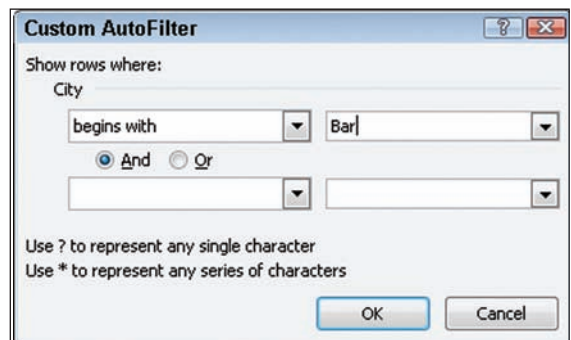 Custom AutoFilter
Show rows where:
City
begins with Bar
And Or
Use ? to represent any single character
Use * to represent any series of characters
OK Cancel